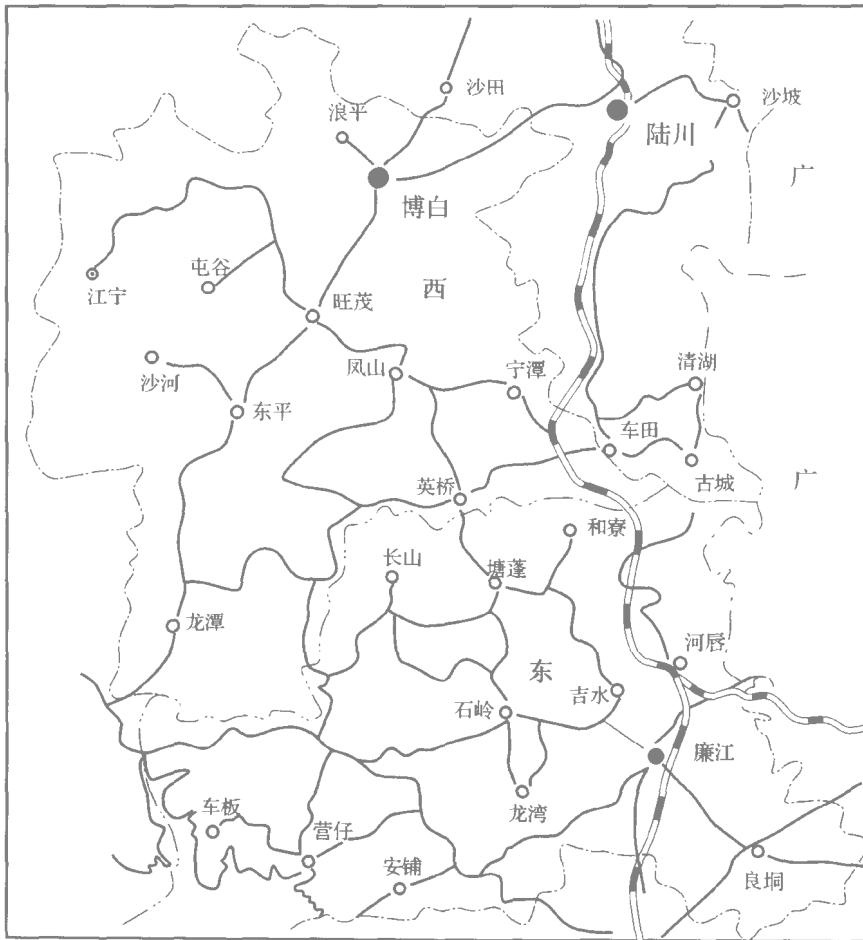 沙田
浪平
沙坡
陆川
广
博白
屯谷
西
江宁
旺茂
凤山
宁潭
清湖
沙河
东平
车田
古城
广
英桥
和寮
长山
塘蓬
龙潭
河唇
东
吉水
石岭
廉江
车板
龙湾
营仔
安铺
良垌